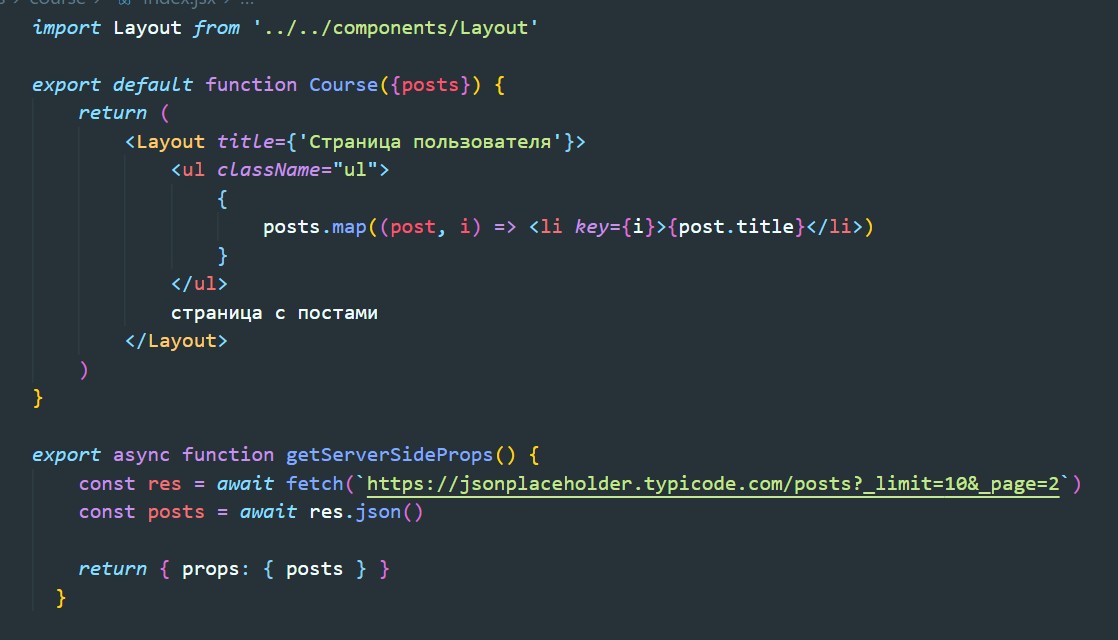 course > index.jsx > ...
import Layout from '../../components/Layout'
export default function Course({posts}) {
return (
<Layout title={'Страница пользователя'}>
<ul className="ul">
{
posts.map((post, i) => <li key={i}>{post.title}</li>)
}
</ul>
страница с постами
</Layout>
)
}
export async function getServerSideProps() {
const res = await fetch(`https://jsonplaceholder.typicode.com/posts?_limit=10&_page=2`)
const posts = await res.json()
return { props: { posts } }
}